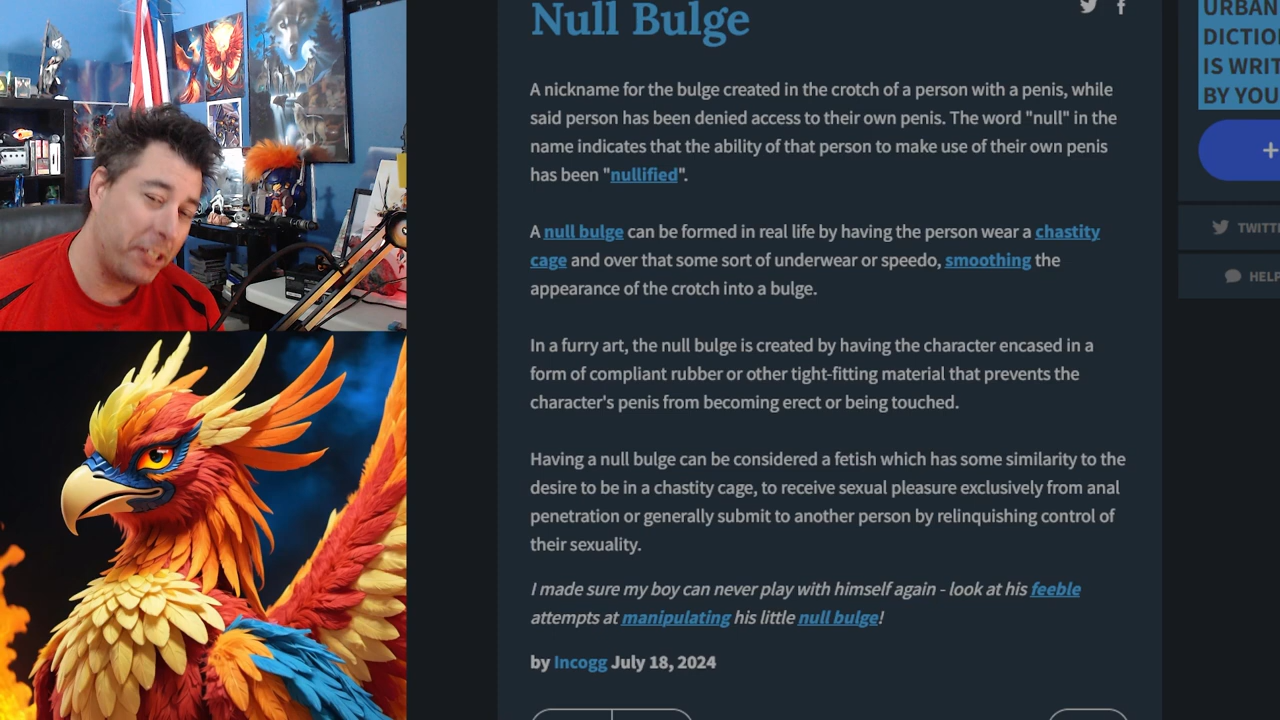 Null Bulge
A nickname for the bulge created in the crotch of a person with a penis, while
said person has been denied access to their own penis. The word "null" in the
name indicates that the ability of that person to make use of their own penis
has been "nullified".
A null bulge can be formed in real life by having the person wear a chastity
cage and over that some sort of underwear or speedo, smoothing the
appearance of the crotch into a bulge.
In a furry art, the null bulge is created by having the character encased in a
form of compliant rubber or other tight-fitting material that prevents the
character's penis from becoming erect or being touched.
Having a null bulge can be considered a fetish which has some similarity to the
desire to be in a chastity cage, to receive sexual pleasure exclusively from anal
penetration or generally submit to another person by relinquishing control of
their sexuality.
I made sure my boy can never play with himself again - look at his feeble
attempts at manipulating his little null bulge!
by Incogg July 18, 2024
URBAN
DICTIO
IS WRIT
BY YOU
+
TWITT
HELP